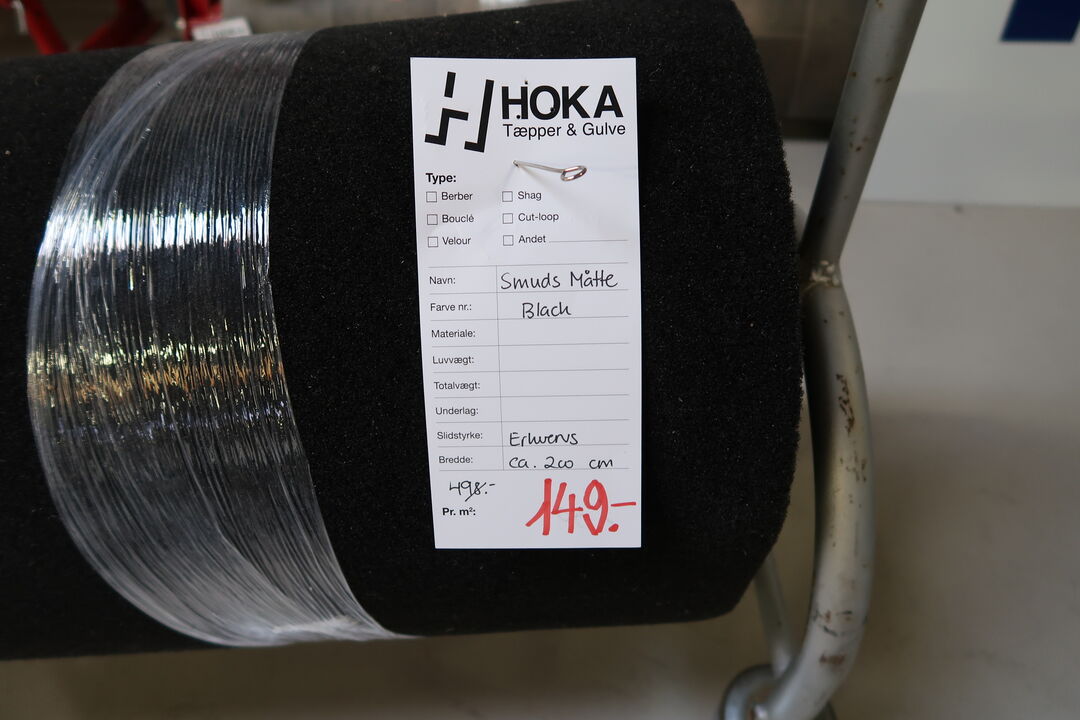 HOKA
Tæpper & Gulve
Type:
Berber Shag
Bouclé Cut-loop
Velour Andet
Navn: Smuds Måtte
Farve nr.: Black
Materiale:
Luvvægt:
Totalvægt:
Underlag:
Slidstyrke: Erhvervs
Bredde: ca. 200 cm
498.-
Pr. m²: 149.-